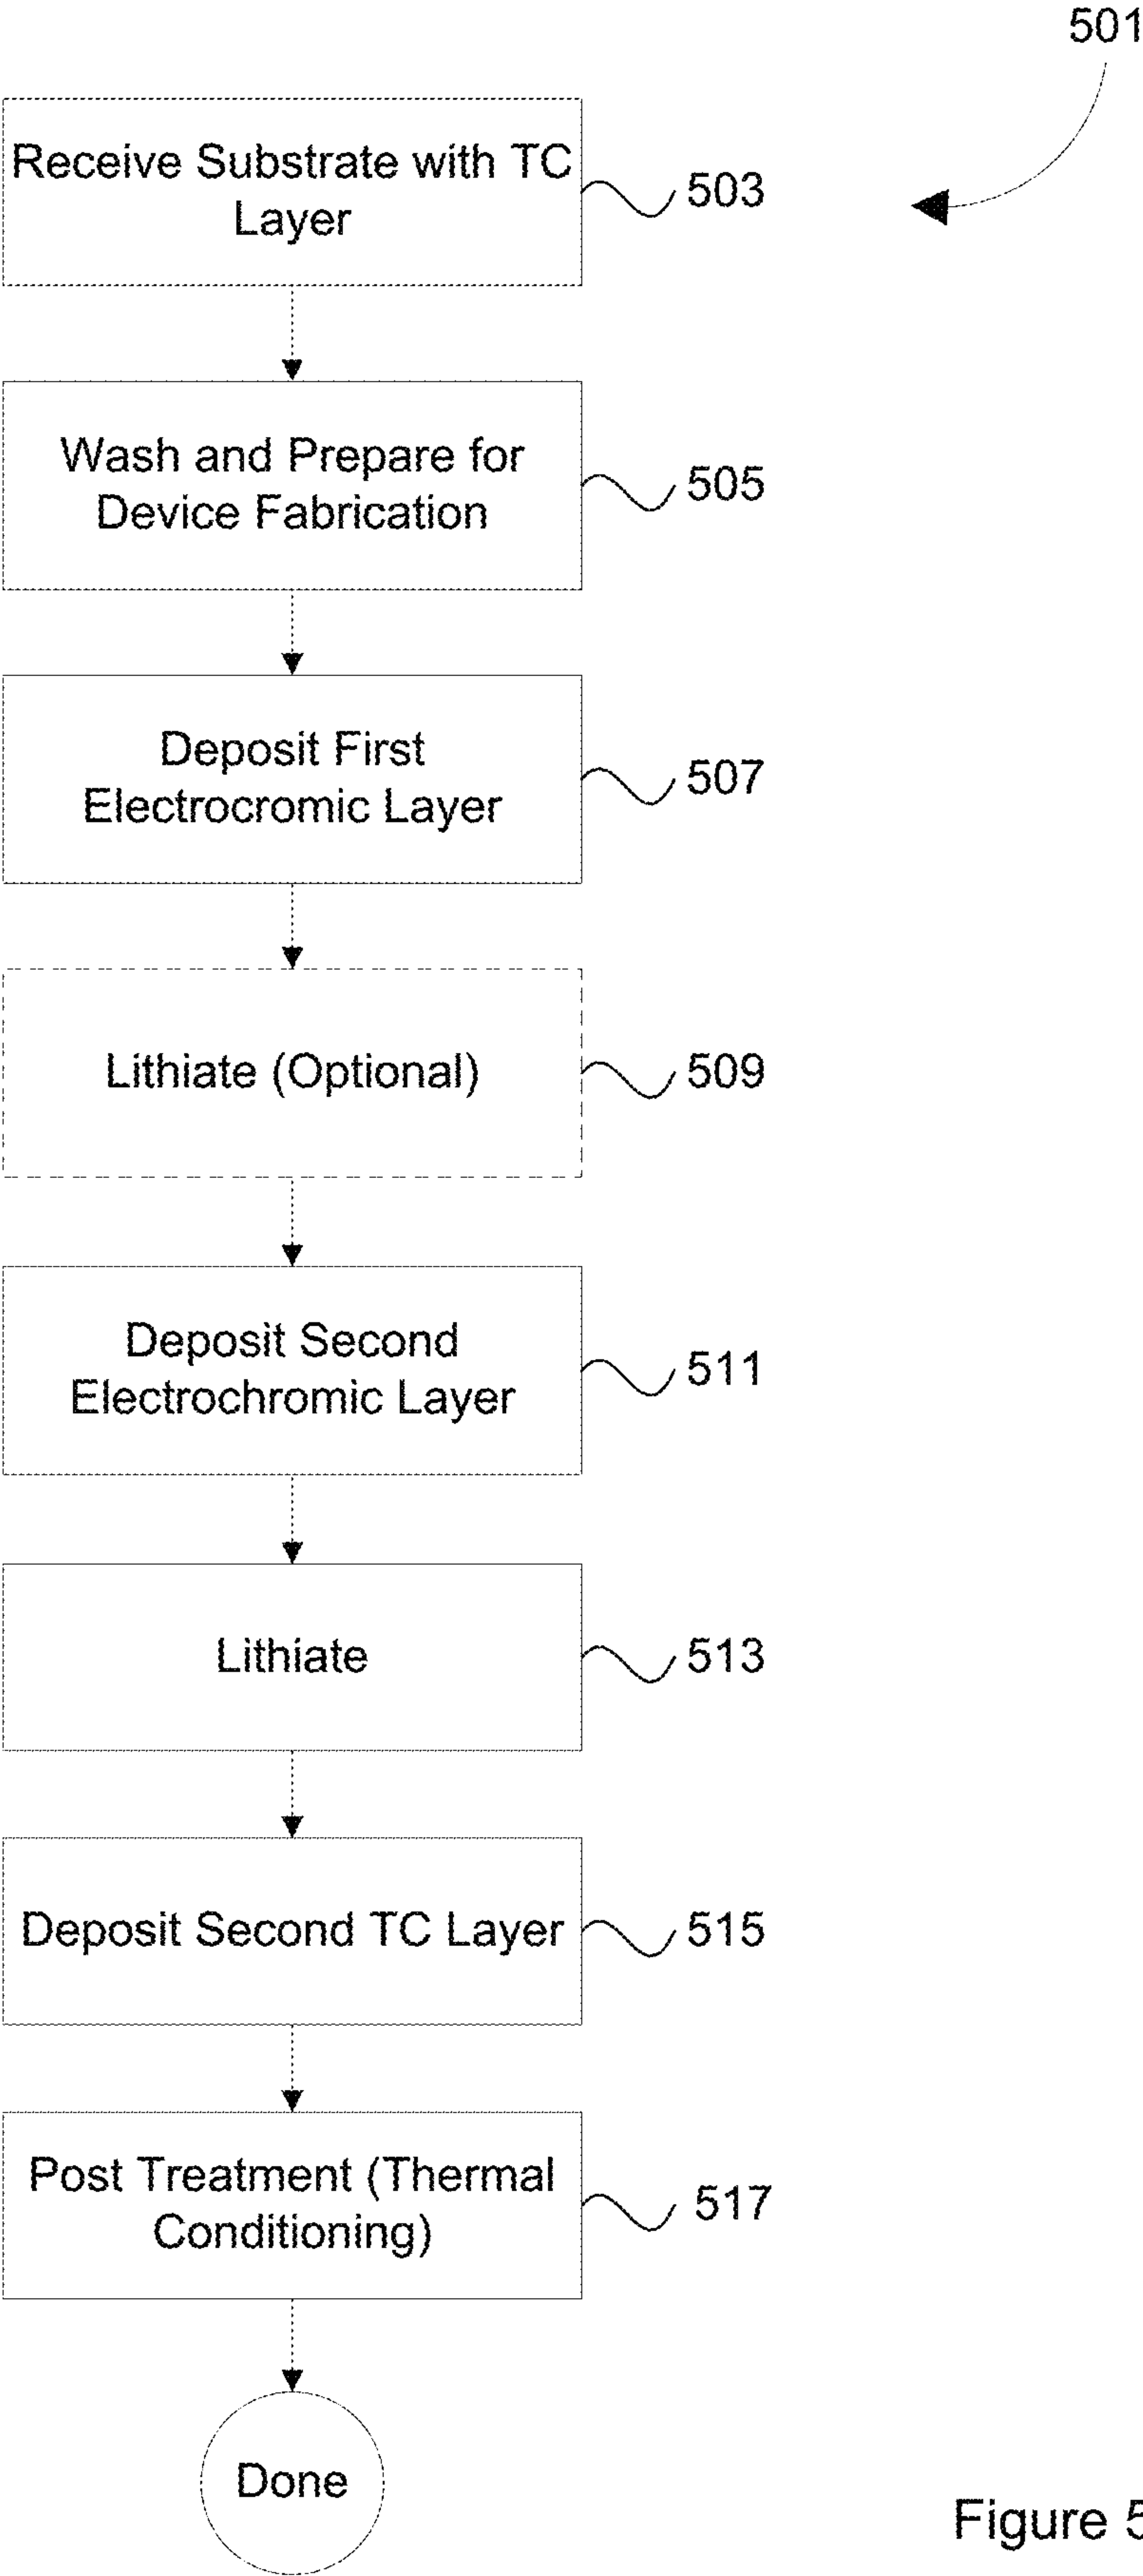 501
Receive Substrate with TC
Layer
503
Wash and Prepare for
Device Fabrication
505
Deposit First
Electrocromic Layer
507
Lithiate (Optional)
509
Deposit Second
Electrochromic Layer
511
Lithiate
513
Deposit Second TC Layer
515
Post Treatment (Thermal
Conditioning)
517
Done
Figure 5